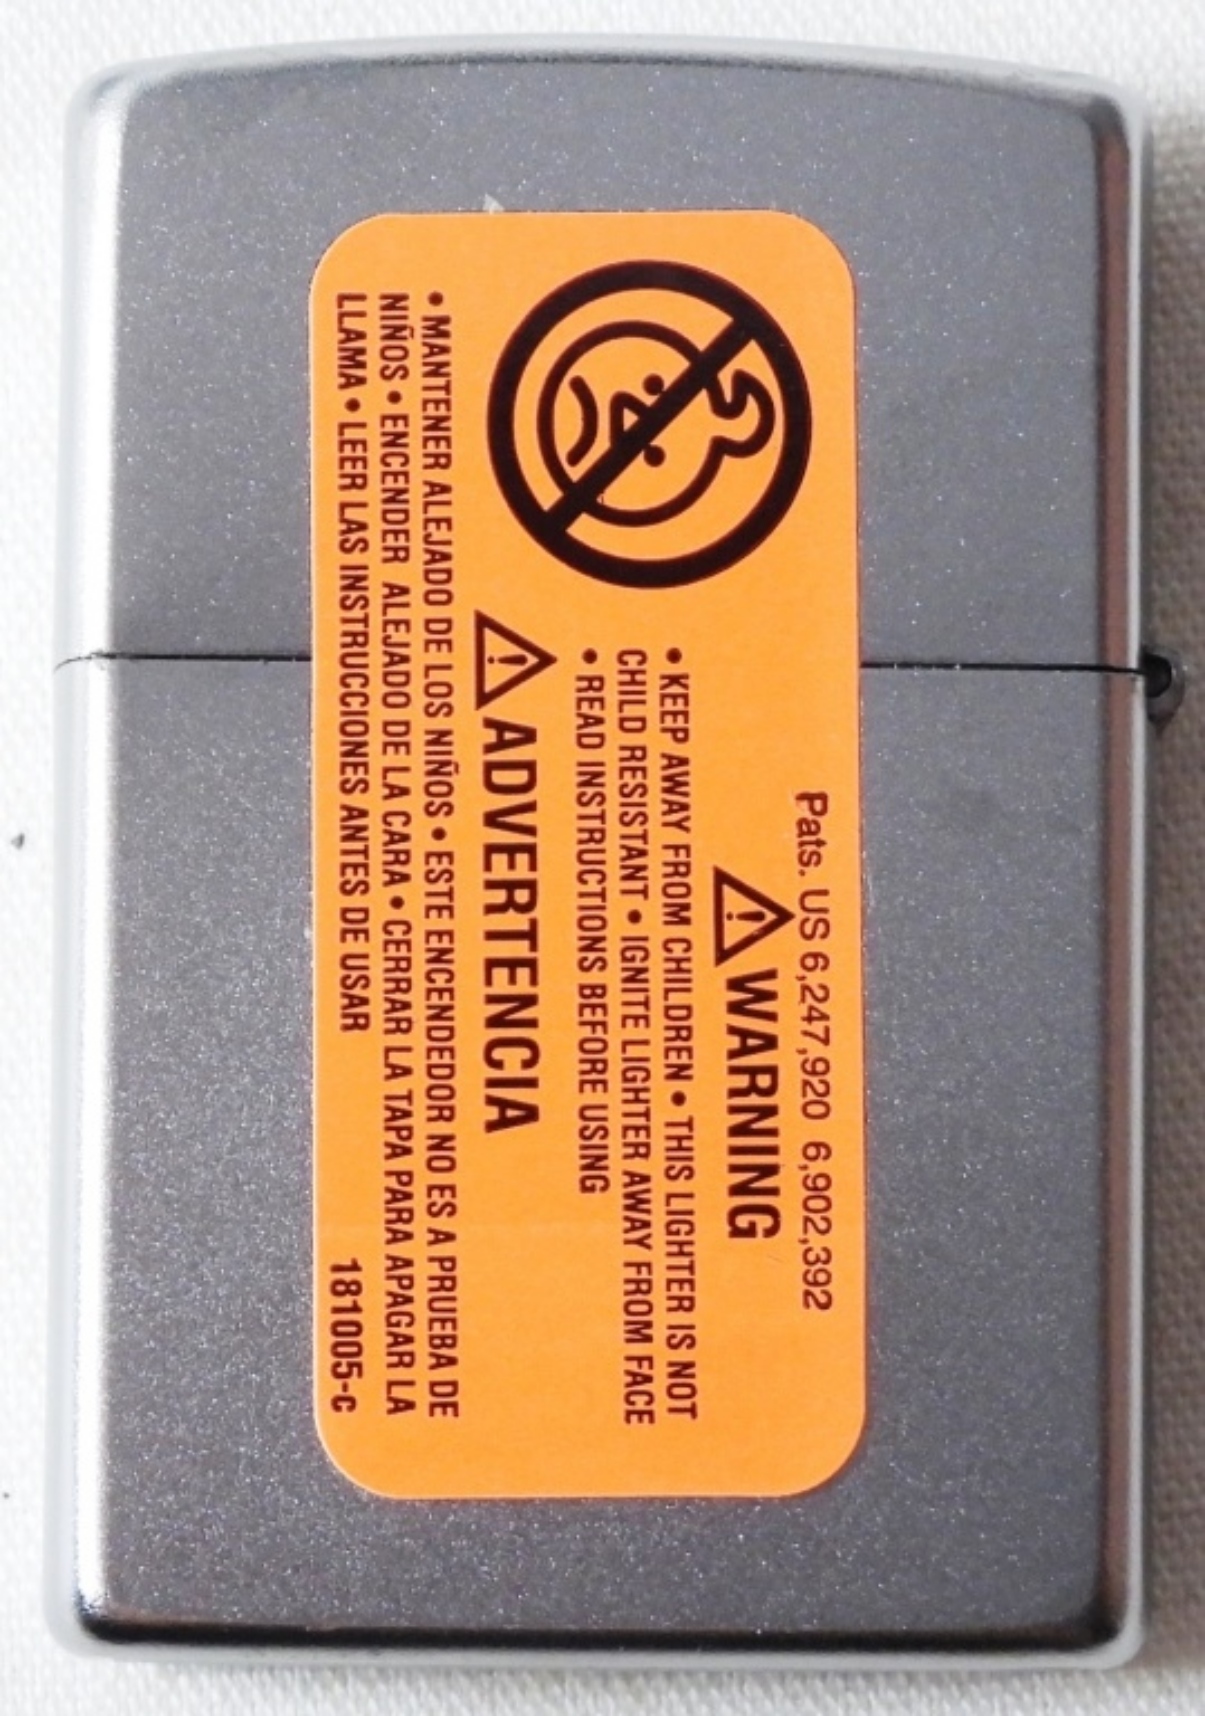 Pats. US 6,247,920 6,902,392
WARNING
• KEEP AWAY FROM CHILDREN • THIS LIGHTER IS NOT
CHILD RESISTANT • IGNITE LIGHTER AWAY FROM FACE
• READ INSTRUCTIONS BEFORE USING
ADVERTENCIA
• MANTENER ALEJADO DE LOS NIÑOS • ESTE ENCENDEDOR NO ES A PRUEBA DE
NIÑOS • ENCENDER ALEJADO DE LA CARA • CERRAR LA TAPA PARA APAGAR LA
LLAMA • LEER LAS INSTRUCCIONES ANTES DE USAR 181005-c